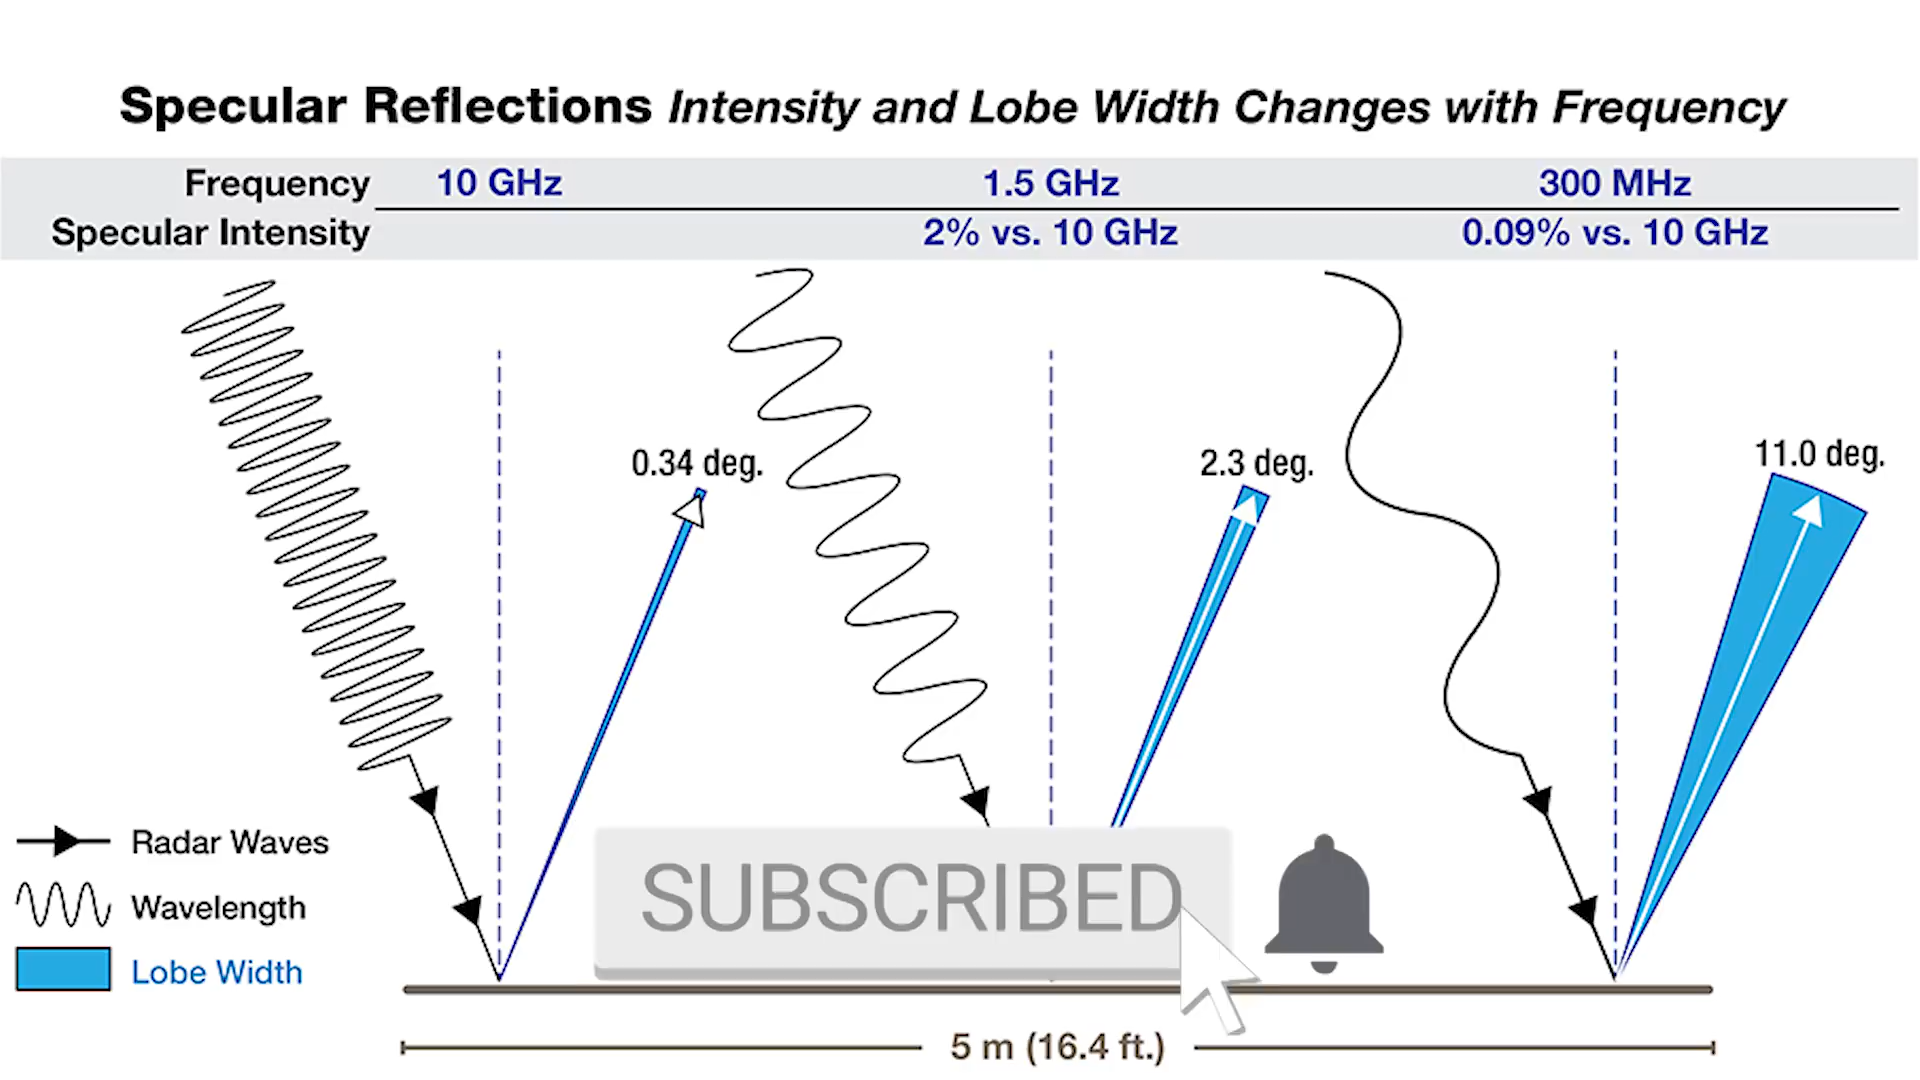 Specular Reflections Intensity and Lobe Width Changes with Frequency
Frequency 10 GHz 1.5 GHz 300 MHz
Specular Intensity 2% vs. 10 GHz 0.09% vs. 10 GHz
0.34 deg. 2.3 deg. 11.0 deg.
Radar Waves
Wavelength
Lobe Width
SUBSCRIBED
5 m (16.4 ft.)